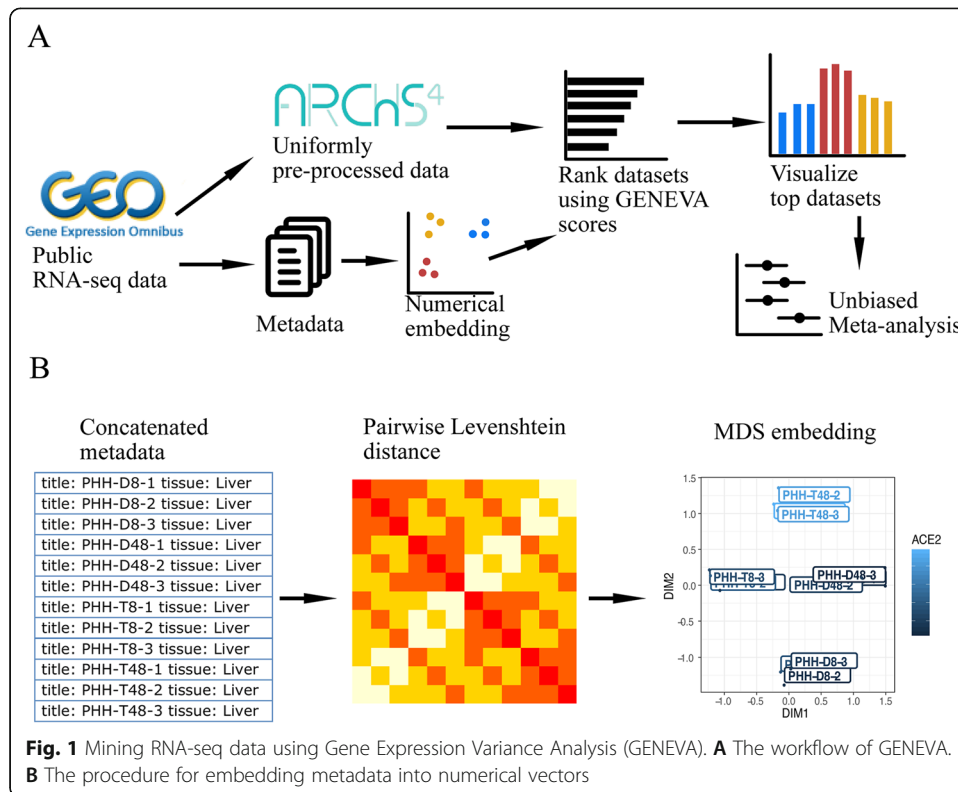 A
ARChS4
Uniformly
pre-processed data
GEO
Gene Expression Omnibus
Public
RNA-seq data
Metadata
Numerical
embedding
Rank datasets
using GENEVA
scores
Visualize
top datasets
Unbiased
Meta-analysis
B
Concatenated
metadata
title: PHH-D8-1 tissue: Liver
title: PHH-D8-2 tissue: Liver
title: PHH-D8-3 tissue: Liver
title: PHH-D48-1 tissue: Liver
title: PHH-D48-2 tissue: Liver
title: PHH-D48-3 tissue: Liver
title: PHH-T8-1 tissue: Liver
title: PHH-T8-2 tissue: Liver
title: PHH-T8-3 tissue: Liver
title: PHH-T48-1 tissue: Liver
title: PHH-T48-2 tissue: Liver
title: PHH-T48-3 tissue: Liver
Pairwise Levenshtein
distance
MDS embedding
1.5
1.0
0.5
0.0
-0.5
-1.0
DIM2
PHH-T48-2
PHH-T48-3
PHH-T8-3
PHH-D48-3
PHH-D48-2
PHH-D8-3
PHH-D8-2
-1.0 -0.5 0.0 0.5 1.0 1.5
DIM1
ACE2
Fig. 1 Mining RNA-seq data using Gene Expression Variance Analysis (GENEVA). A The workflow of GENEVA.
B The procedure for embedding metadata into numerical vectors